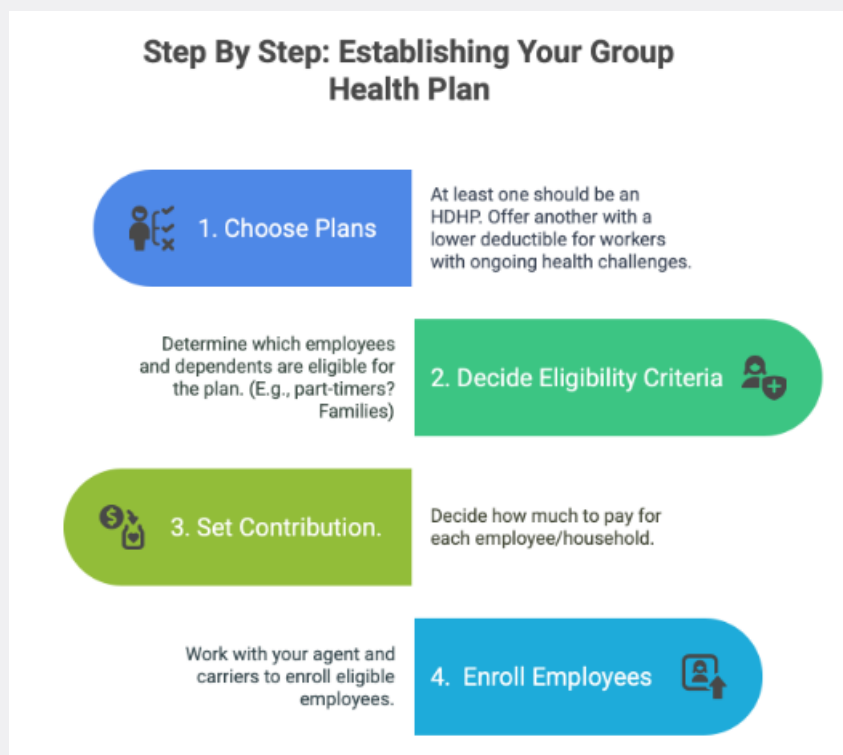 Step By Step: Establishing Your Group
Health Plan
1. Choose Plans
At least one should be an
HDHP. Offer another with a
lower deductible for workers
with ongoing health challenges.
Determine which employees
and dependents are eligible for
the plan. (E.g., part-timers?
Families)
2. Decide Eligibility Criteria
3. Set Contribution.
Decide how much to pay for
each employee/household.
Work with your agent and
carriers to enroll eligible
employees.
4. Enroll Employees